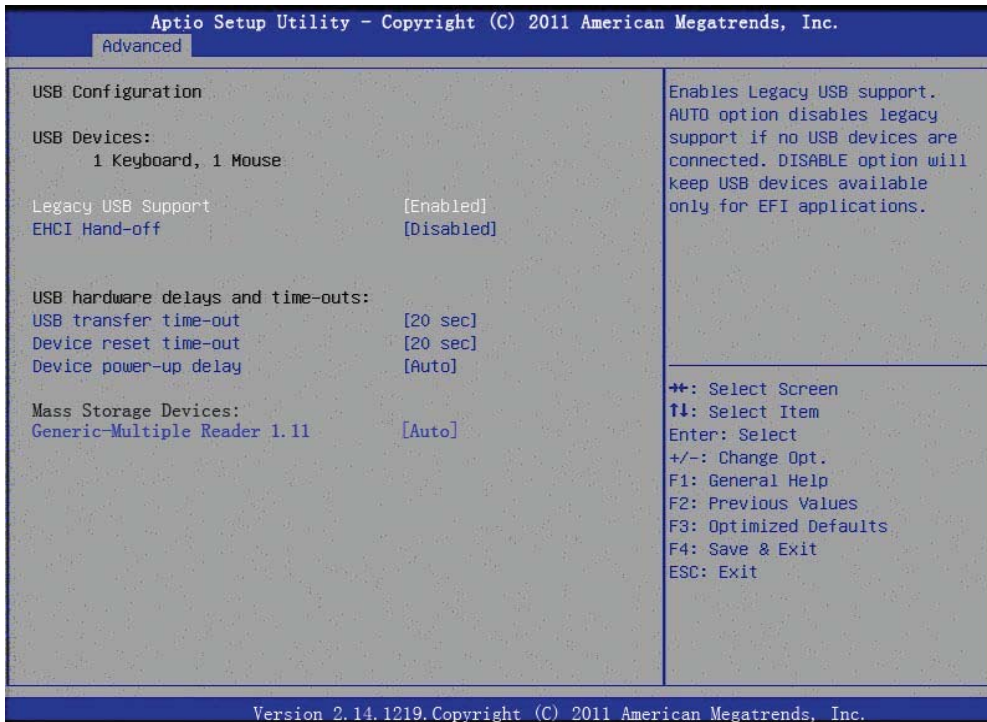 Aptio Setup Utility - Copyright (C) 2011 American Megatrends, Inc.
Advanced
USB Configuration
USB Devices:
1 Keyboard, 1 Mouse
Legacy USB Support [Enabled]
EHCI Hand-off [Disabled]
USB hardware delays and time-outs:
USB transfer time-out [20 sec]
Device reset time-out [20 sec]
Device power-up delay [Auto]
Mass Storage Devices:
Generic-Multiple Reader 1.11 [Auto]
Enables Legacy USB support.
AUTO option disables legacy
support if no USB devices are
connected. DISABLE option will
keep USB devices available
only for EFI applications.
→←: Select Screen
↑↓: Select Item
Enter: Select
+/-: Change Opt.
F1: General Help
F2: Previous Values
F3: Optimized Defaults
F4: Save & Exit
ESC: Exit
Version 2.14.1219.Copyright (C) 2011 American Megatrends, Inc.